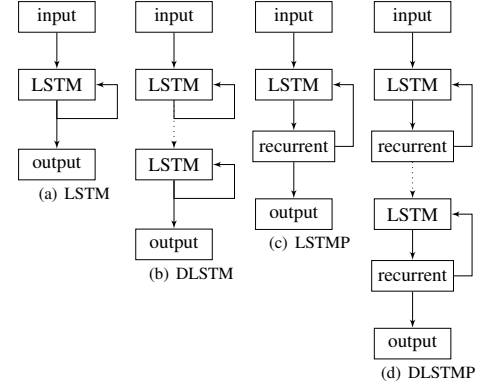 input
LSTM
output
(a) LSTM
input
LSTM
LSTM
output
(b) DLSTM
input
LSTM
recurrent
output
(c) LSTMP
input
LSTM
recurrent
LSTM
recurrent
output
(d) DLSTMP